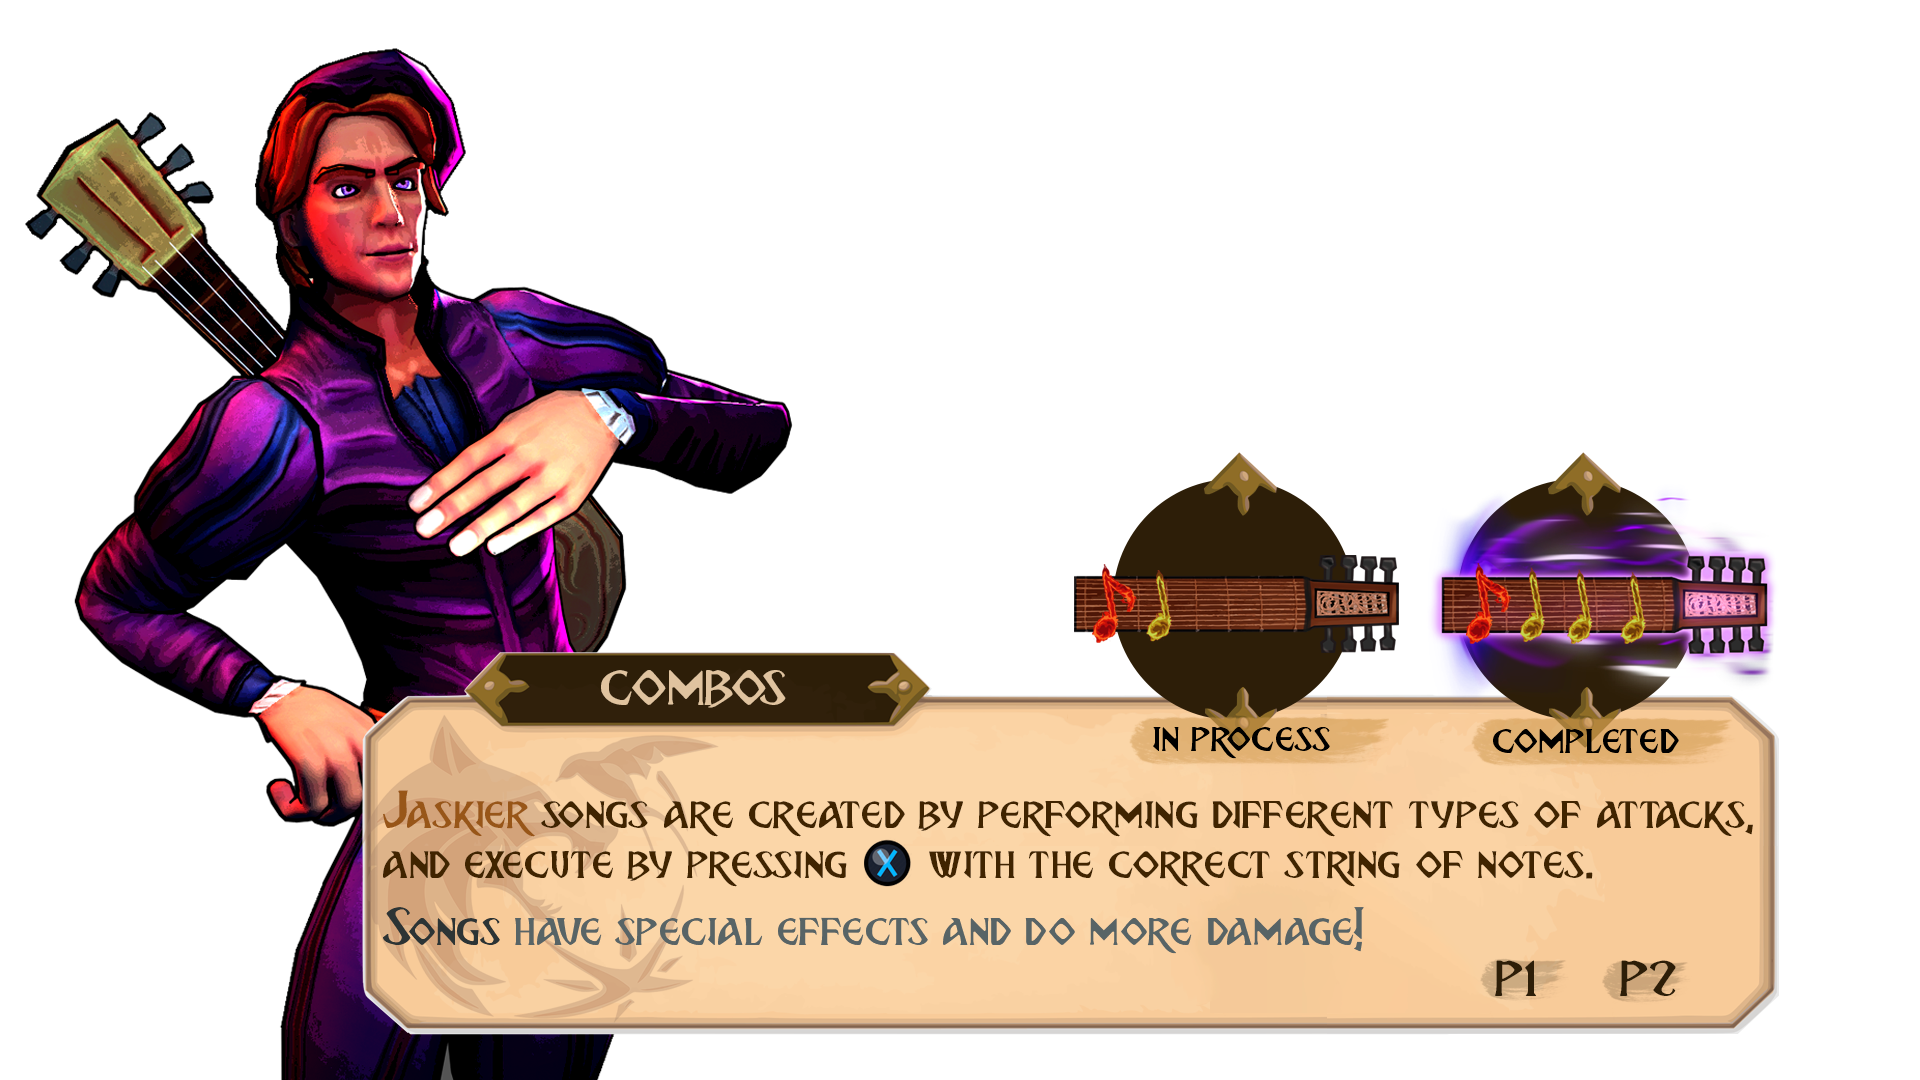 COMBOS
IN PROCESS
COMPLETED
JASKIER SONGS ARE CREATED BY PERFORMING DIFFERENT TYPES OF ATTACKS,
AND EXECUTE BY PRESSING X WITH THE CORRECT STRING OF NOTES.
SONGS HAVE SPECIAL EFFECTS AND DO MORE DAMAGE!
P1 P2